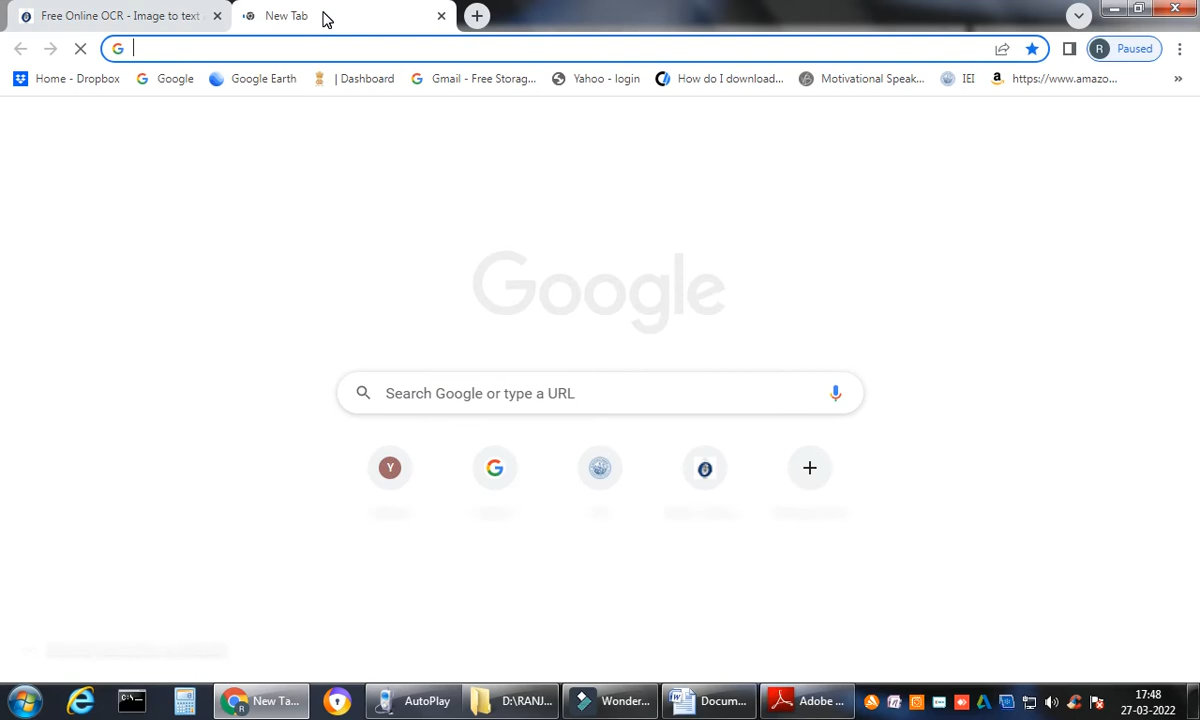 Free Online OCR - Image to text
New Tab
Paused
Home - Dropbox
Google
Google Earth
| Dashboard
Gmail - Free Storag...
Yahoo - login
How do I download...
Motivational Speak...
IEI
https://www.amazo...
»
Google
Search Google or type a URL
Y
New Ta...
AutoPlay
D:\RANJ...
Wonder...
Docum...
Adobe ...
17:48
27-03-2022